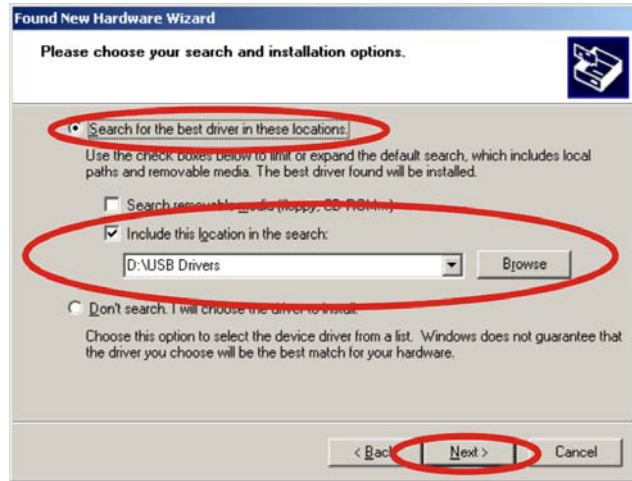 Found New Hardware Wizard
Please choose your search and installation options.
Search for the best driver in these locations.
Use the check boxes below to limit or expand the default search, which includes local
paths and removable media. The best driver found will be installed.
Search removable media (floppy, CD-ROM...)
Include this location in the search:
D:\USB Drivers
Browse
Don't search. I will choose the driver to install.
Choose this option to select the device driver from a list. Windows does not guarantee that
the driver you choose will be the best match for your hardware.
< Back Next > Cancel